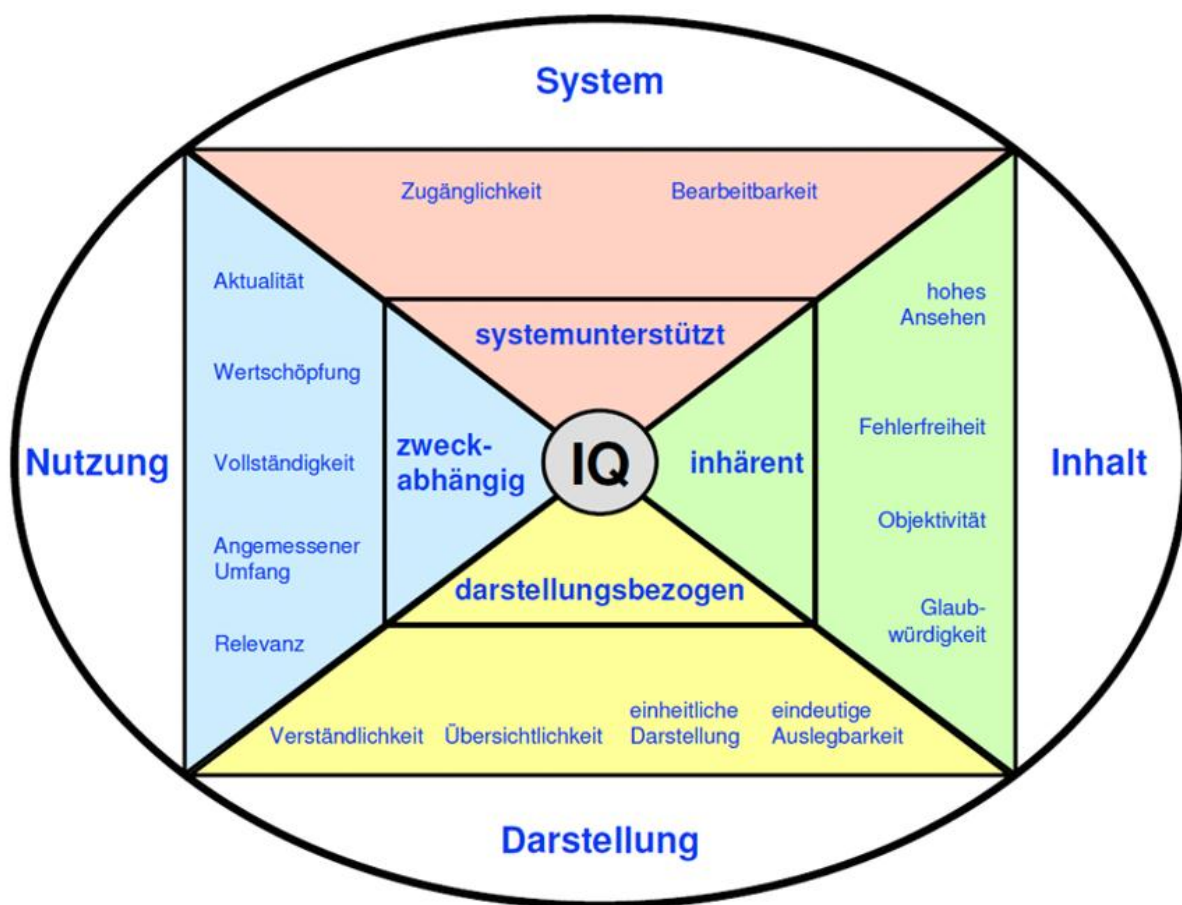 System
Zugänglichkeit
Bearbeitbarkeit
Aktualität
hohes
Ansehen
systemunterstützt
Wertschöpfung
Fehlerfreiheit
Nutzung
Vollständigkeit
zweck-
abhängig
IQ
inhärent
Inhalt
Objektivität
Angemessener
Umfang
darstellungsbezogen
Glaub-
würdigkeit
Relevanz
Verständlichkeit
Übersichtlichkeit
einheitliche
Darstellung
eindeutige
Auslegbarkeit
Darstellung